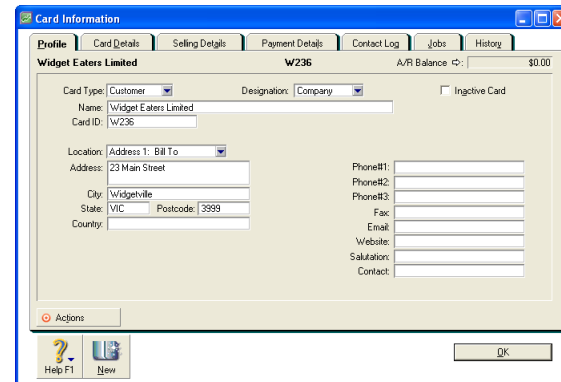 Card Information
Profile Card Details Selling Details Payment Details Contact Log Jobs History
Widget Eaters Limited W236 A/R Balance ⇨: $0.00
Card Type: Customer Designation: Company Inactive Card
Name: Widget Eaters Limited
Card ID: W236
Location: Address 1: Bill To
Address: 23 Main Street Phone#1:
Phone#2:
City: Widgetville Phone#3:
State: VIC Postcode: 3999 Fax:
Country: Email:
Website:
Salutation:
Contact:
Actions
Help F1 New OK